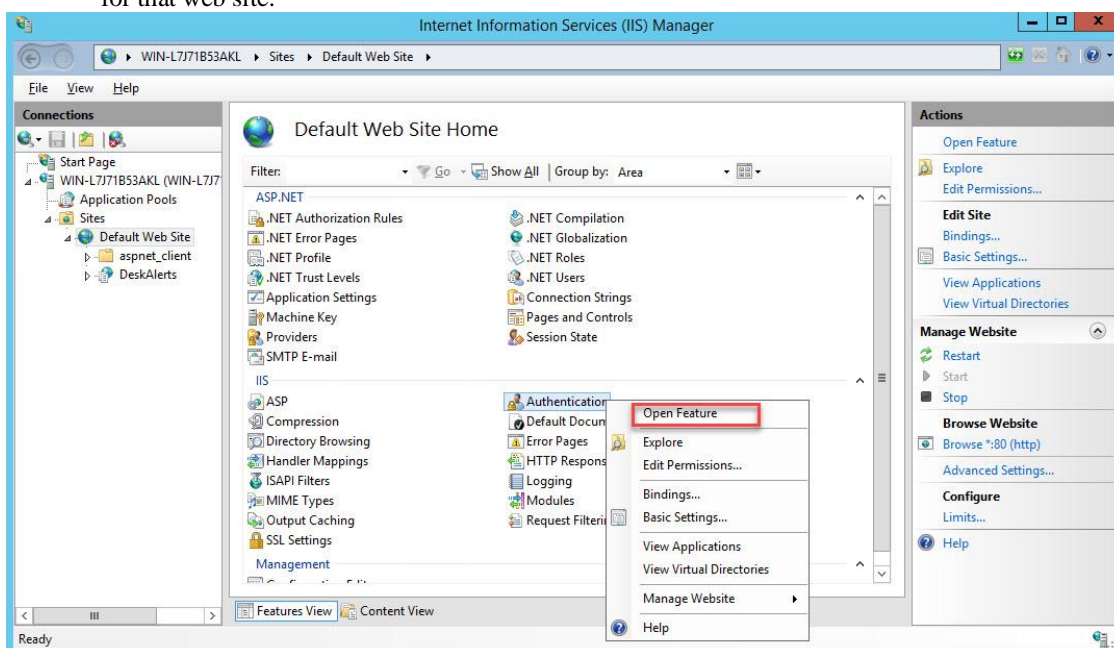 for that web site.
Internet Information Services (IIS) Manager
WIN-L7J71B53AKL Sites Default Web Site
File View Help
Connections
Start Page
WIN-L7J71B53AKL (WIN-L7J7
Application Pools
Sites
Default Web Site
aspnet_client
DeskAlerts
Default Web Site Home
Filter: Go Show All Group by: Area
ASP.NET
.NET Authorization Rules
.NET Compilation
.NET Error Pages
.NET Globalization
.NET Profile
.NET Roles
.NET Trust Levels
.NET Users
Application Settings
Connection Strings
Machine Key
Pages and Controls
Providers
Session State
SMTP E-mail
IIS
ASP
Authentication
Compression
Default Docum
Directory Browsing
Error Pages
Handler Mappings
HTTP Respons
ISAPI Filters
Logging
MIME Types
Modules
Output Caching
Request Filteri
SSL Settings
Management
Open Feature
Explore
Edit Permissions...
Bindings...
Basic Settings...
View Applications
View Virtual Directories
Manage Website
Help
Features View Content View
Actions
Open Feature
Explore
Edit Permissions...
Edit Site
Bindings...
Basic Settings...
View Applications
View Virtual Directories
Manage Website
Restart
Start
Stop
Browse Website
Browse *:80 (http)
Advanced Settings...
Configure
Limits...
Help
Ready